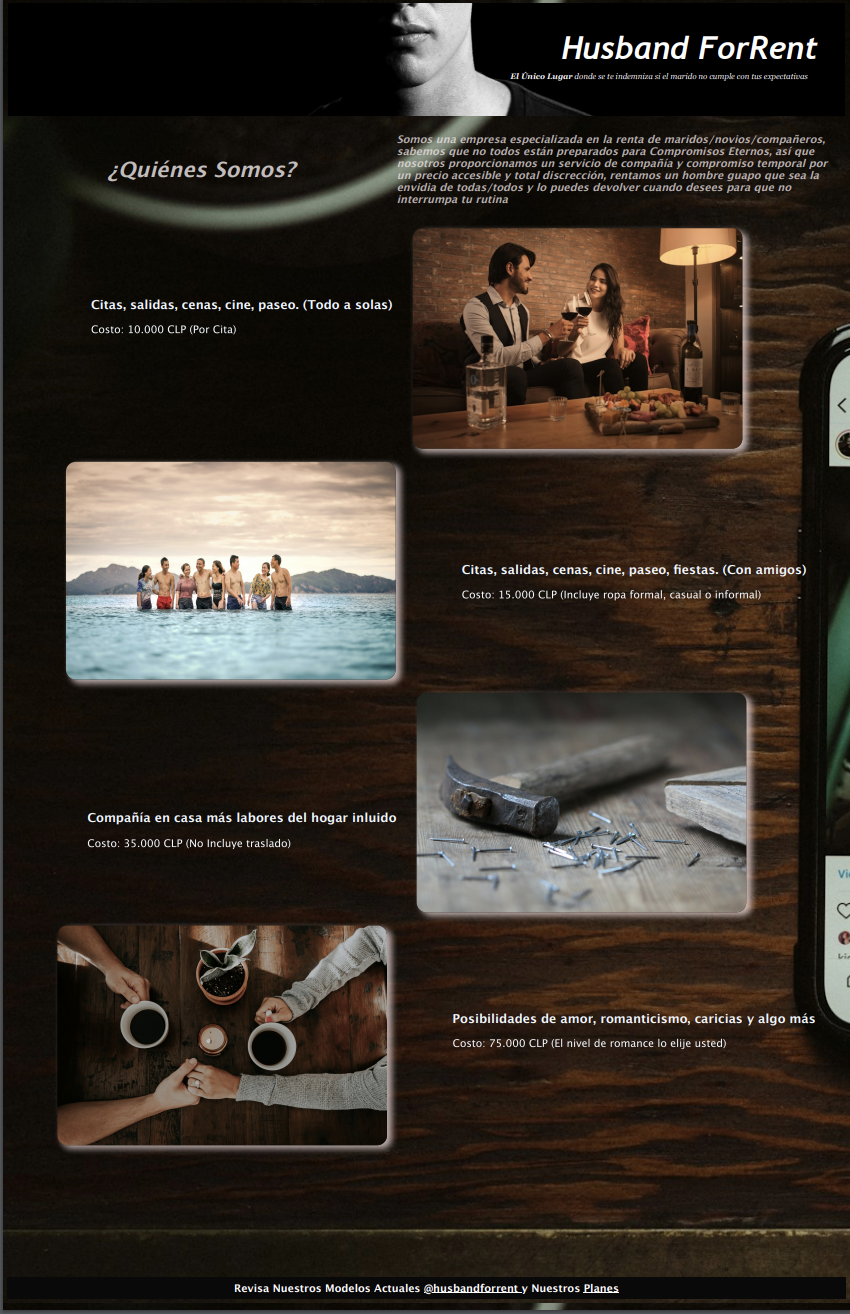 Husband ForRent
El Único Lugar donde se te indemniza si el marido no cumple con tus expectativas
¿Quiénes Somos?
Somos una empresa especializada en la renta de maridos/novios/compañeros,
sabemos que no todos están preparados para Compromisos Eternos, así que
nosotros proporcionamos un servicio de compañía y compromiso temporal por
un precio accesible y total discrección, rentamos un hombre guapo que sea la
envidia de todas/todos y lo puedes devolver cuando desees para que no
interrumpa tu rutina
Citas, salidas, cenas, cine, paseo. (Todo a solas)
Costo: 10.000 CLP (Por Cita)
Citas, salidas, cenas, cine, paseo, fiestas. (Con amigos)
Costo: 15.000 CLP (Incluye ropa formal, casual o informal)
Compañía en casa más labores del hogar inluido
Costo: 35.000 CLP (No Incluye traslado)
Posibilidades de amor, romanticismo, caricias y algo más
Costo: 75.000 CLP (El nivel de romance lo elije usted)
Revisa Nuestros Modelos Actuales @husbandforrent y Nuestros Planes